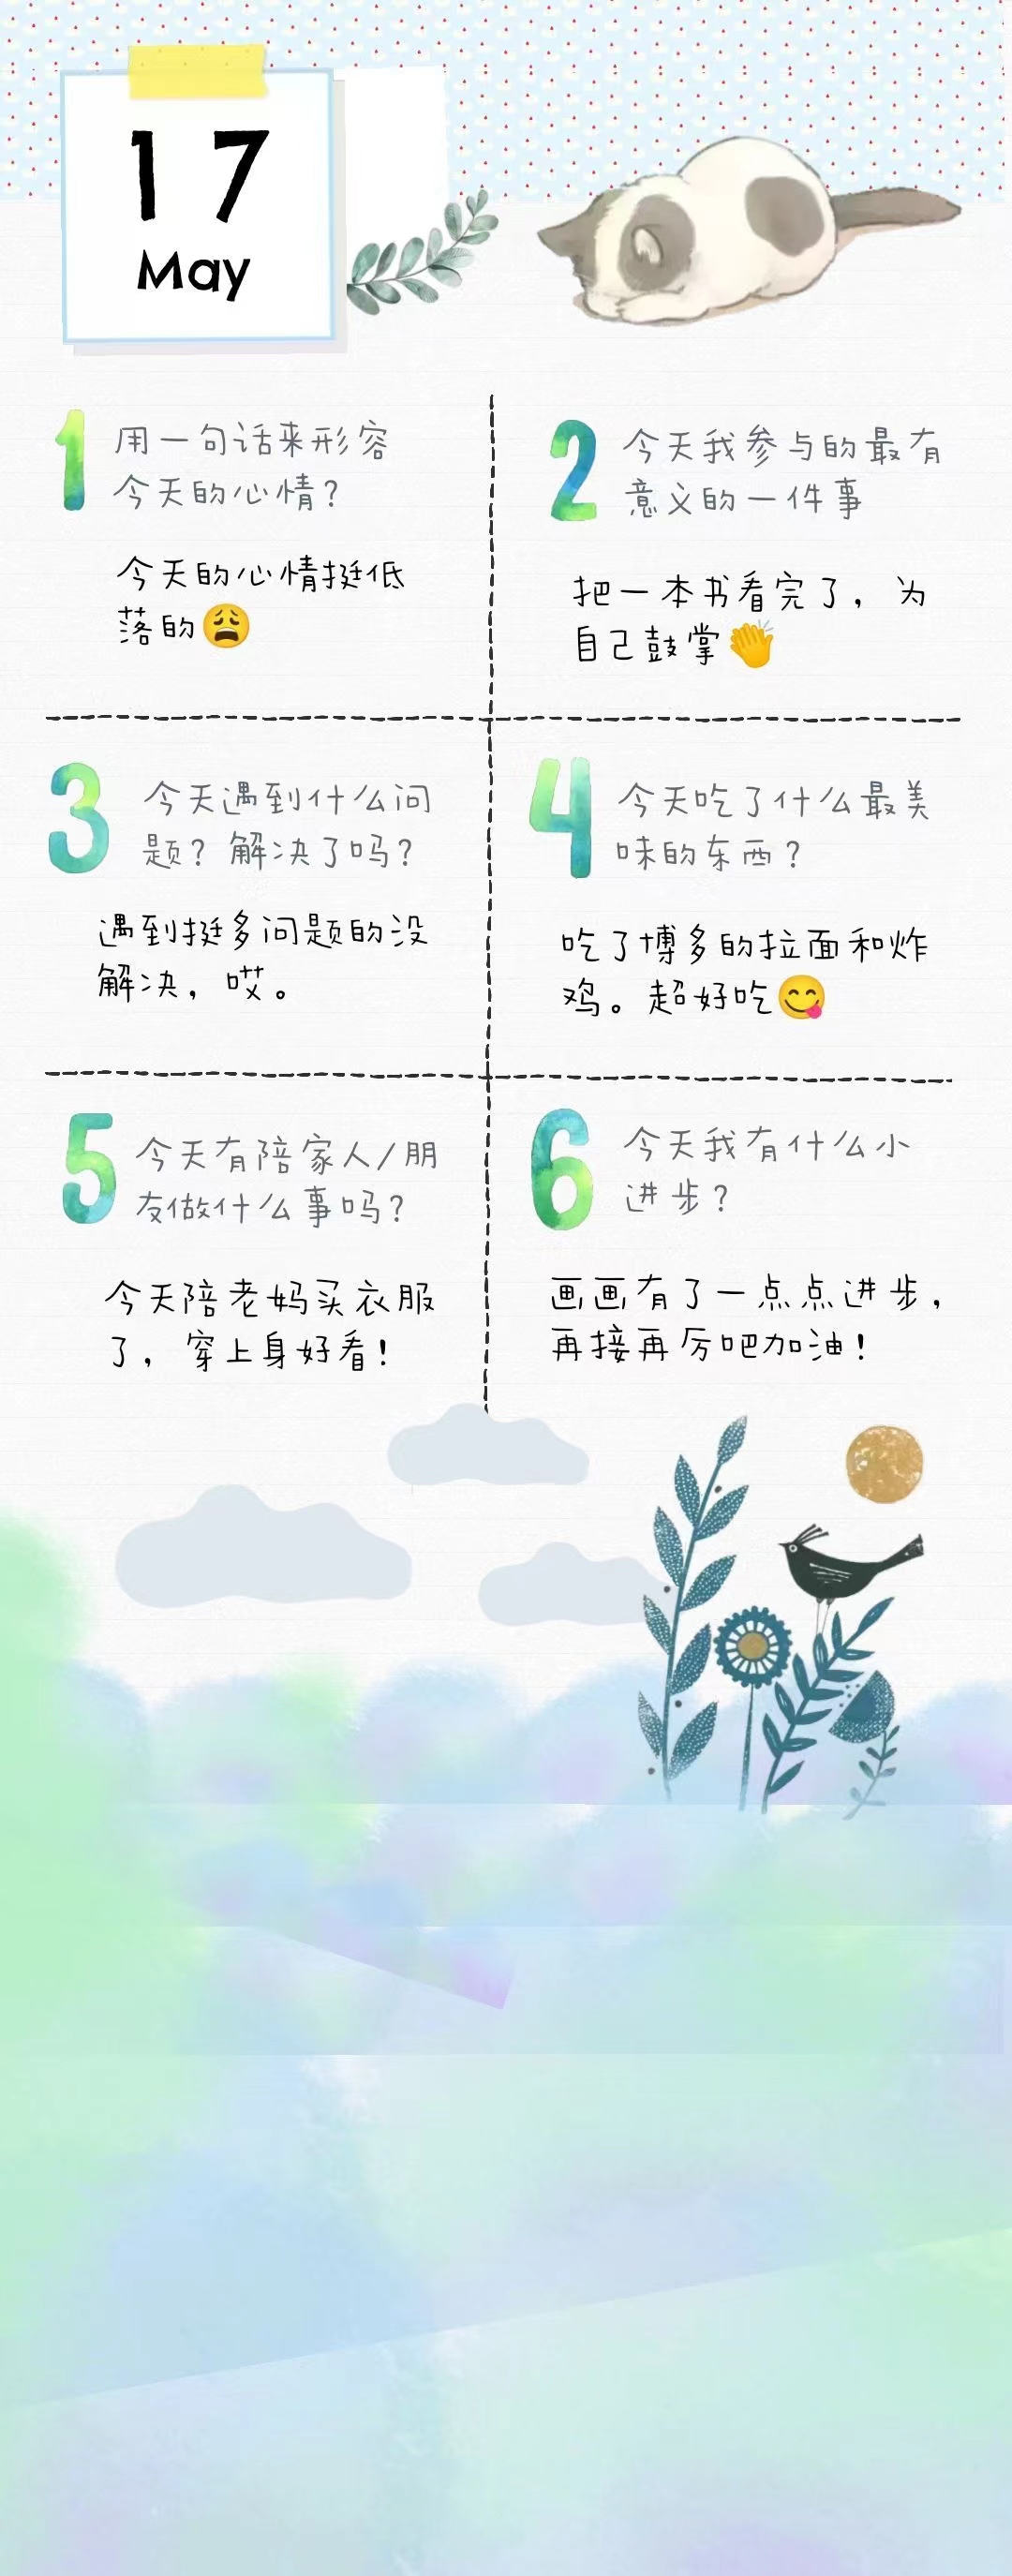 17
May
1
用一句话来形容
今天的心情?
今天的心情挺低
落的😩
2
今天我参与的最有
意义的一件事
把一本书看完了，为
自己鼓掌👏
3
今天遇到什么问
题？解决了吗？
遇到挺多问题的没
解决，哎。
4
今天吃了什么最美
味的东西？
吃了博多的拉面和炸
鸡。超好吃😋
5
今天有陪家人/朋
友做什么事吗？
今天陪老妈买衣服
了，穿上身好看！
6
今天我有什么小
进步？
画画有了一点点进步，
再接再厉吧加油！